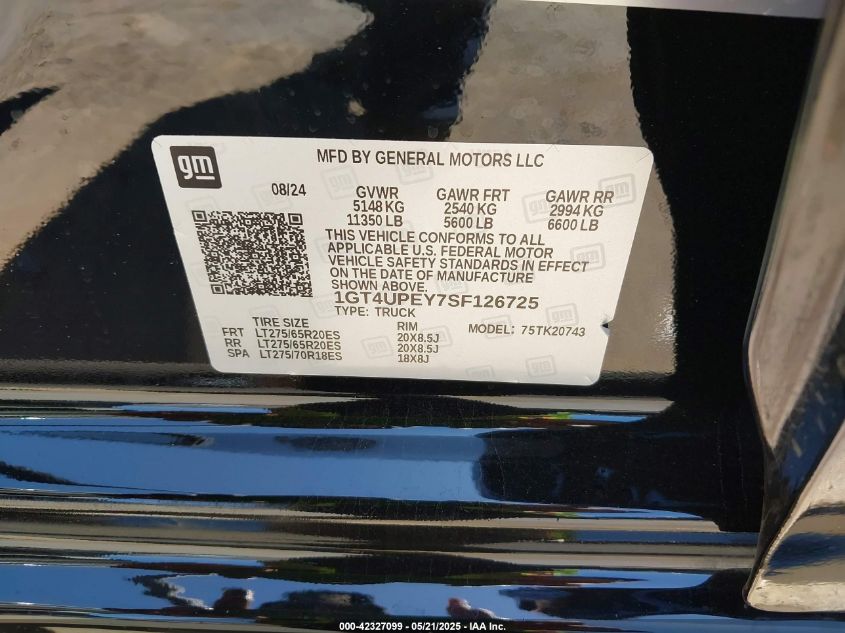 gm
MFD BY GENERAL MOTORS LLC
08/24 GVWR GAWR FRT GAWR RR
5148 KG 2540 KG 2994 KG
11350 LB 5600 LB 6600 LB
THIS VEHICLE CONFORMS TO ALL
APPLICABLE U.S. FEDERAL MOTOR
VEHICLE SAFETY STANDARDS IN EFFECT
ON THE DATE OF MANUFACTURE
SHOWN ABOVE.
1GT4UPEY7SF126725
TYPE: TRUCK
TIRE SIZE RIM MODEL: 75TK20743
FRT LT275/65R20ES 20X8.5J
RR LT275/65R20ES 20X8.5J
SPA LT275/70R18ES 18X8J
000-42327099 - 05/21/2025 - IAA Inc.